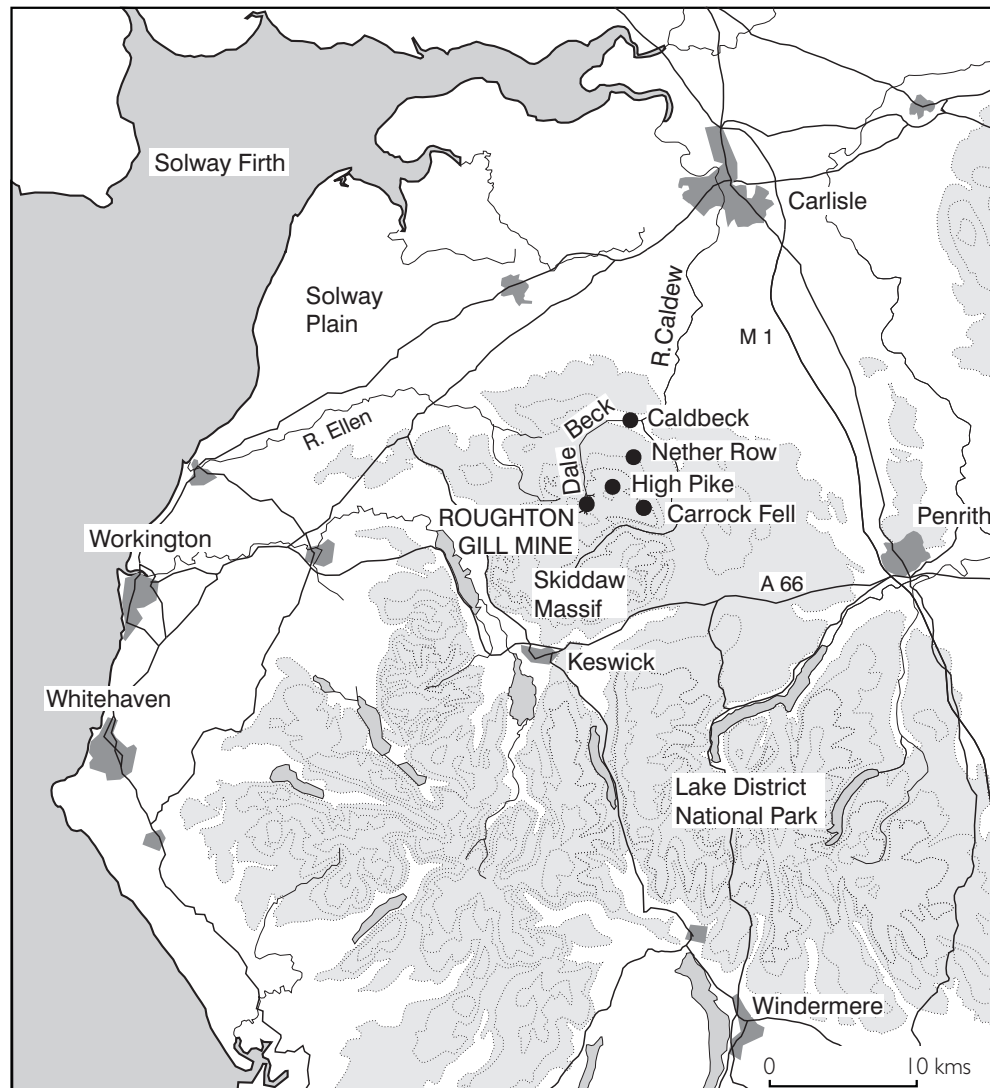 Solway Firth
Carlisle
Solway
Plain
R.Caldew
M 1
R. Ellen
Dale Beck
Caldbeck
Nether Row
High Pike
Carrock Fell
ROUGHTON
GILL MINE
Penrith
Workington
Skiddaw
Massif
A 66
Keswick
Whitehaven
Lake District
National Park
Windermere
0 10 kms